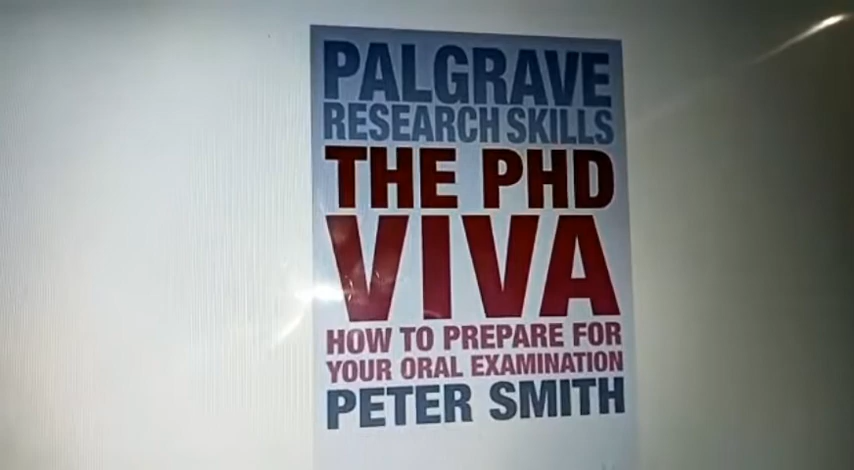 PALGRAVE
RESEARCH SKILLS
THE PHD
VIVA
HOW TO PREPARE FOR
YOUR ORAL EXAMINATION
PETER SMITH